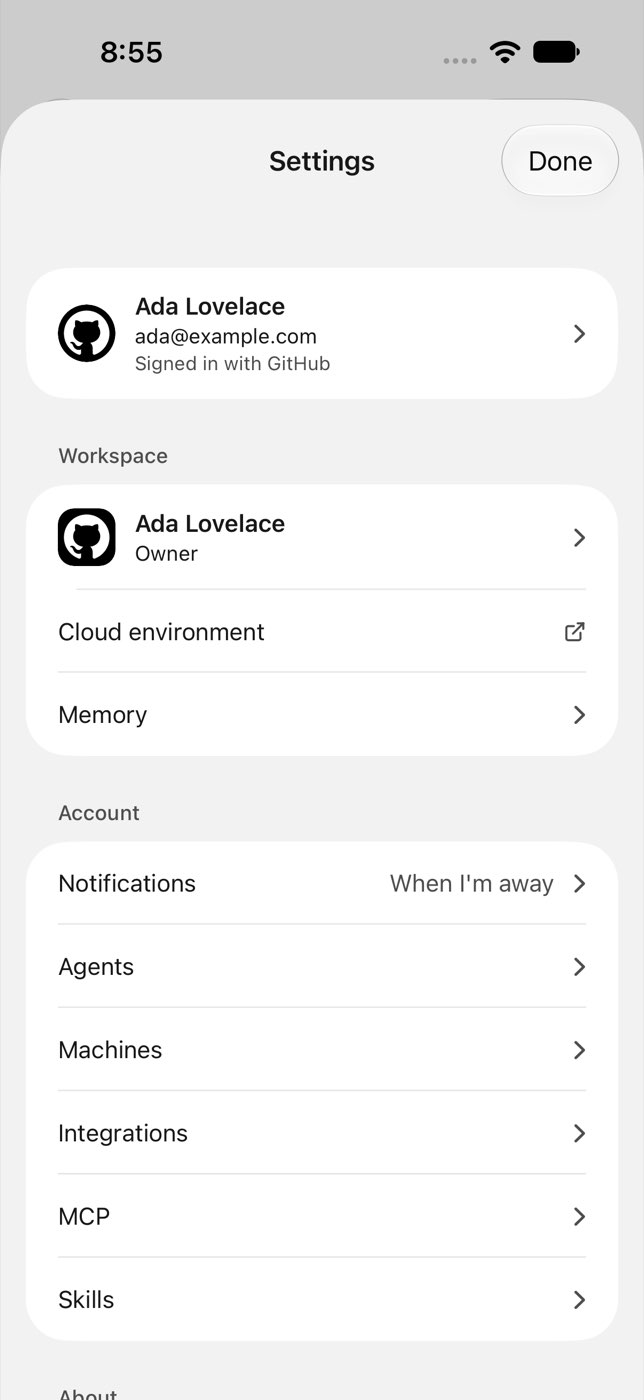 8:55
Settings
Done
Ada Lovelace
ada@example.com
Signed in with GitHub
Workspace
Ada Lovelace
Owner
Cloud environment
Memory
Account
Notifications When I'm away
Agents
Machines
Integrations
MCP
Skills
About